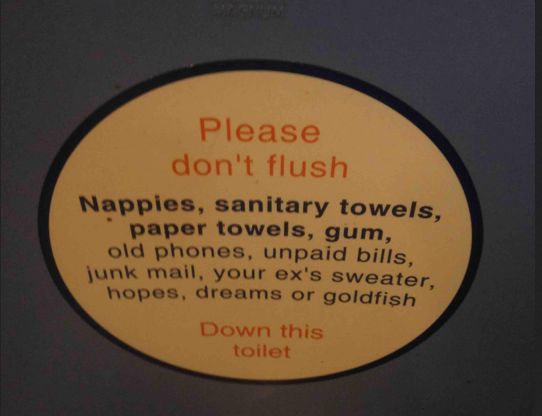 Please
don't flush
Nappies, sanitary towels,
paper towels, gum,
old phones, unpaid bills,
junk mail, your ex's sweater,
hopes, dreams or goldfish
Down this
toilet